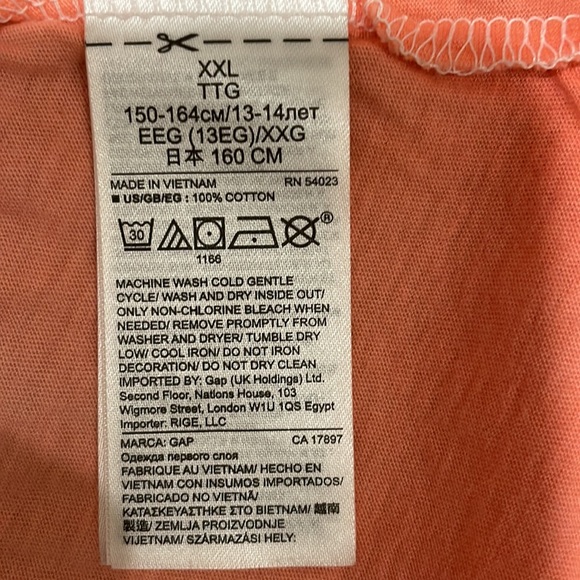 XXL
TTG
150-164см/13-14лет
EEG (13EG)/XXG
日本 160 CM
MADE IN VIETNAM RN 54023
■ US/GB/EG : 100% COTTON
30 ®
1166
MACHINE WASH COLD GENTLE
CYCLE/ WASH AND DRY INSIDE OUT/
ONLY NON-CHLORINE BLEACH WHEN
NEEDED/ REMOVE PROMPTLY FROM
WASHER AND DRYER/ TUMBLE DRY
LOW/ COOL IRON/ DO NOT IRON
DECORATION/ DO NOT DRY CLEAN
IMPORTED BY: Gap (UK Holdings) Ltd.
Second Floor, Nations House, 103
Wigmore Street, London W1U 1QS Egypt
Importer: RIGE, LLC
MARCA: GAP CA 17897
Одежда первого слоя
FABRIQUE AU VIETNAM/ HECHO EN
VIETNAM CON INSUMOS IMPORTADOS/
FABRICADO NO VIETNÃ/
ΚΑΤΑΣΚΕΥΑΣΤΗΚΕ ΣΤΟ ΒΙΕΤΝΑΜ/ 越南
製造/ ZEMLJA PROIZVODNJE
VIJETNAM/ SZÁRMAZÁSI HELY: